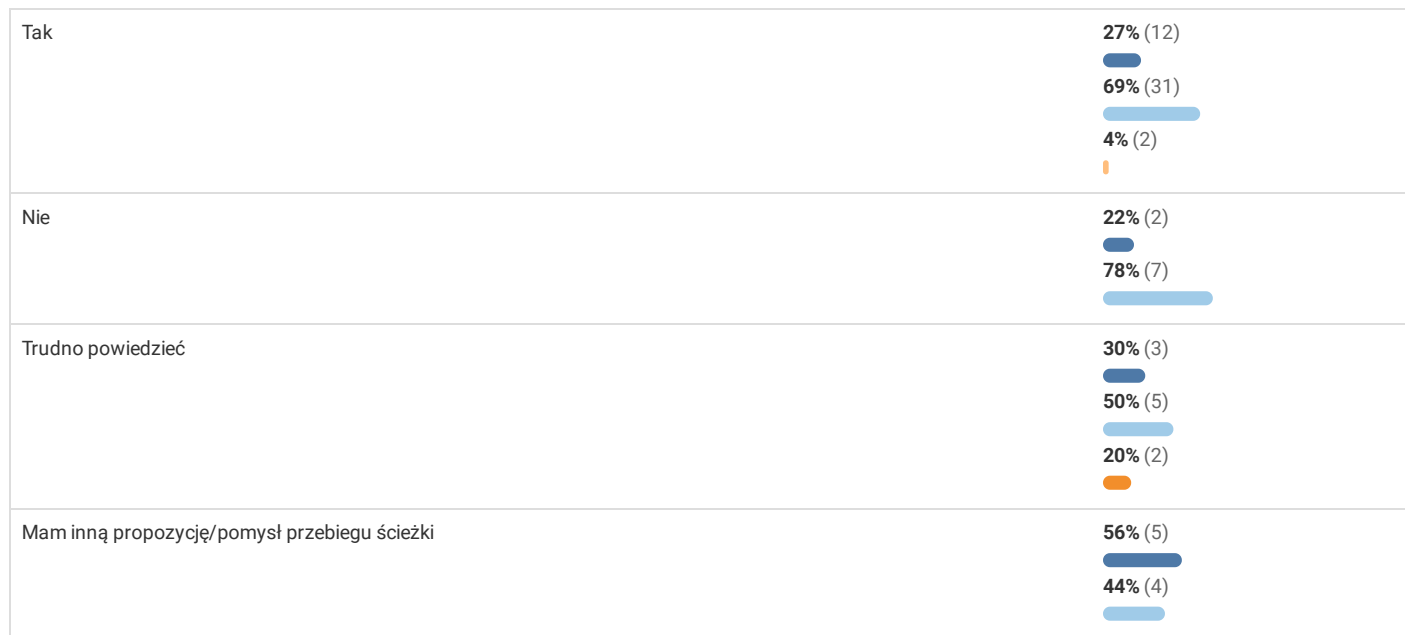 Tak
27% (12)
69% (31)
4% (2)
Nie
22% (2)
78% (7)
Trudno powiedzieć
30% (3)
50% (5)
20% (2)
Mam inną propozycję/pomysł przebiegu ścieżki
56% (5)
44% (4)